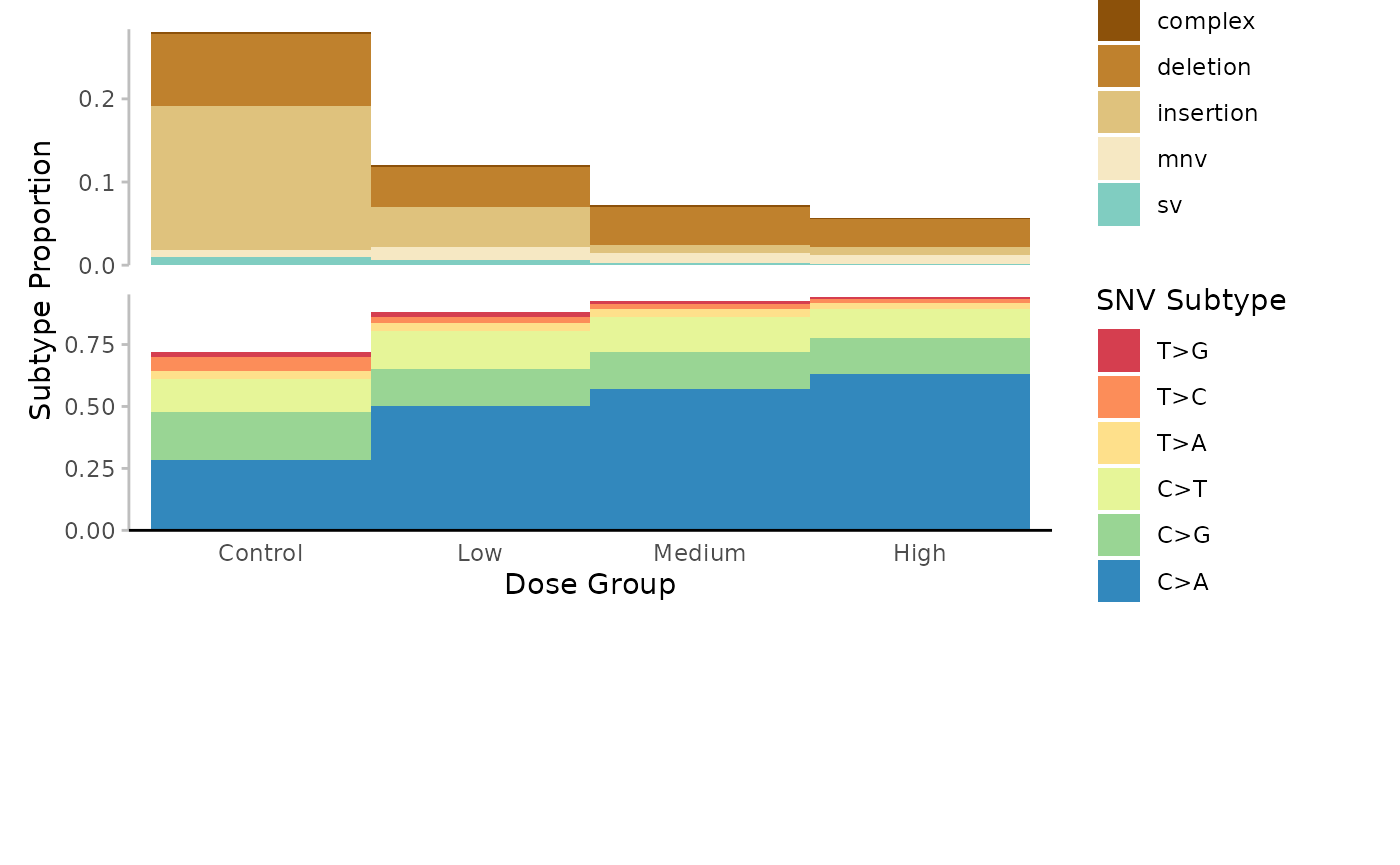 Subtype Proportion
0.2
0.1
0.0
0.75
0.50
0.25
0.00
Control Low Medium High
Dose Group
complex
deletion
insertion
mnv
sv
SNV Subtype
T>G
T>C
T>A
C>T
C>G
C>A